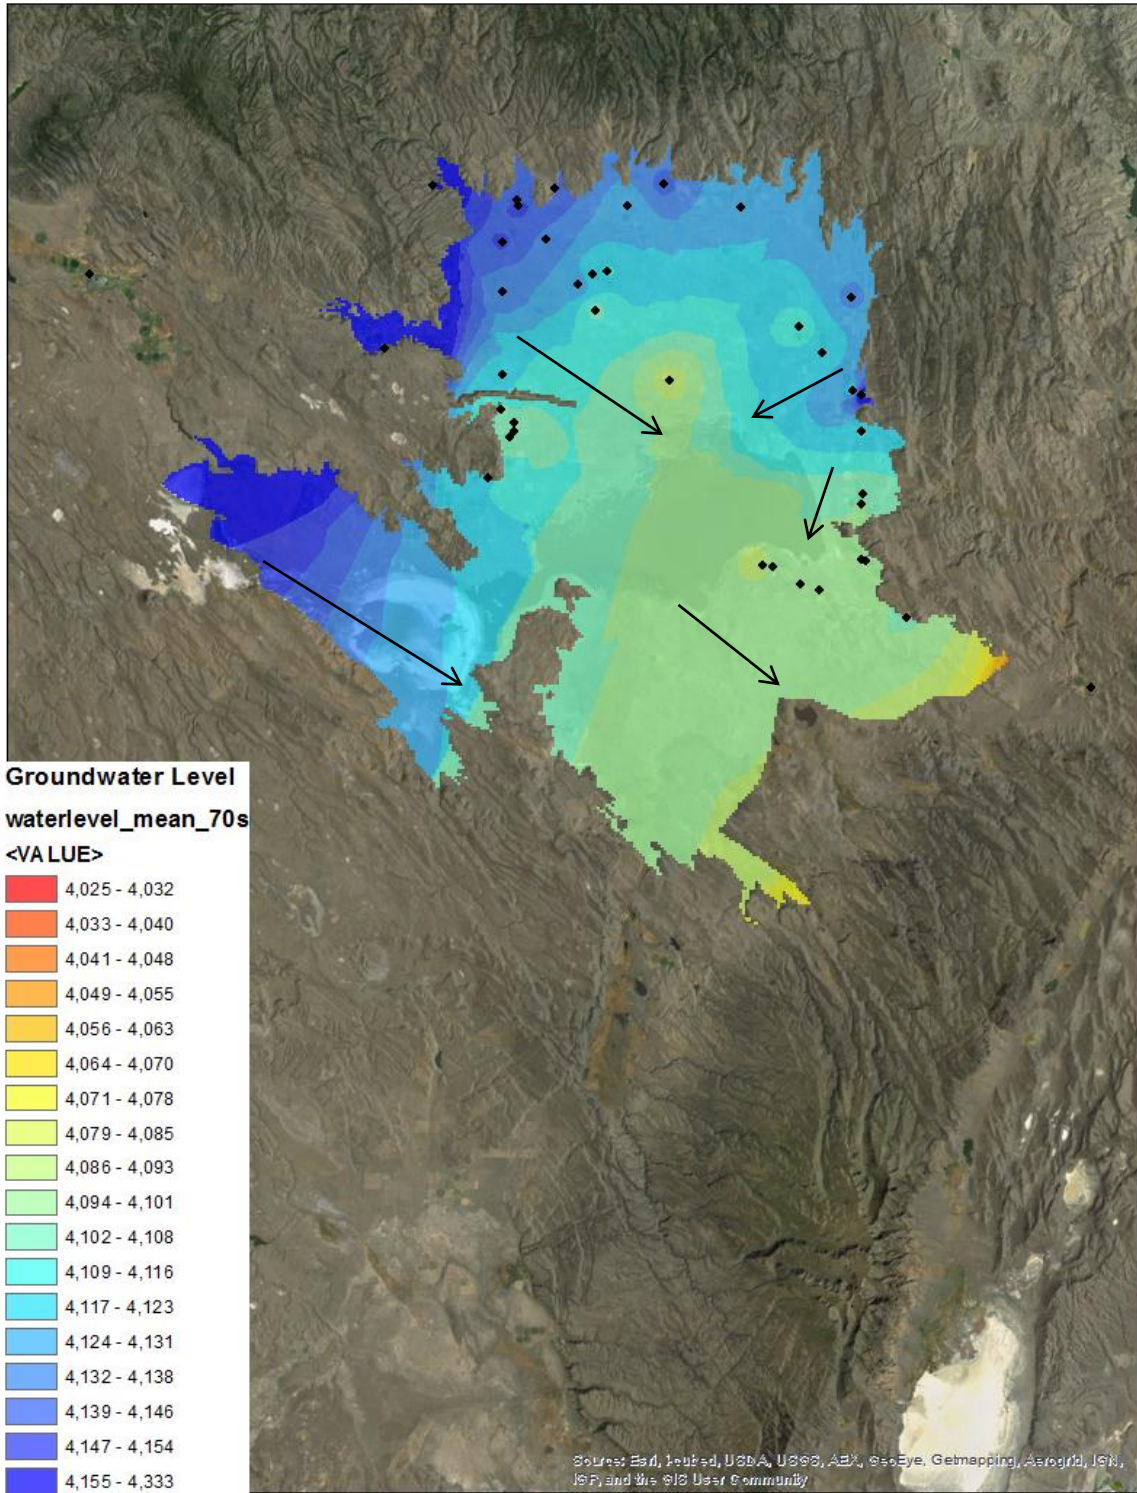 Groundwater Level
waterlevel_mean_70s
<VALUE>
4,025 - 4,032
4,033 - 4,040
4,041 - 4,048
4,049 - 4,055
4,056 - 4,063
4,064 - 4,070
4,071 - 4,078
4,079 - 4,085
4,086 - 4,093
4,094 - 4,101
4,102 - 4,108
4,109 - 4,116
4,117 - 4,123
4,124 - 4,131
4,132 - 4,138
4,139 - 4,146
4,147 - 4,154
4,155 - 4,333
Source: Esri, i-cubed, USDA, USGS, AEX, GeoEye, Getmapping, Aerogrid, IGN,
IGP, and the GIS User Community